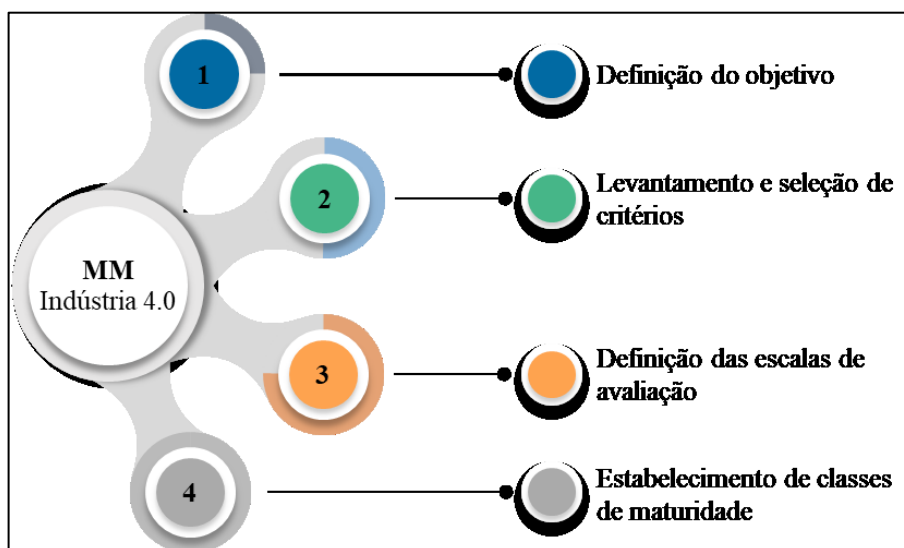 MM
Indústria 4.0
1
Definição do objetivo
2
Levantamento e seleção de
critérios
3
Definição das escalas de
avaliação
4
Estabelecimento de classes
de maturidade